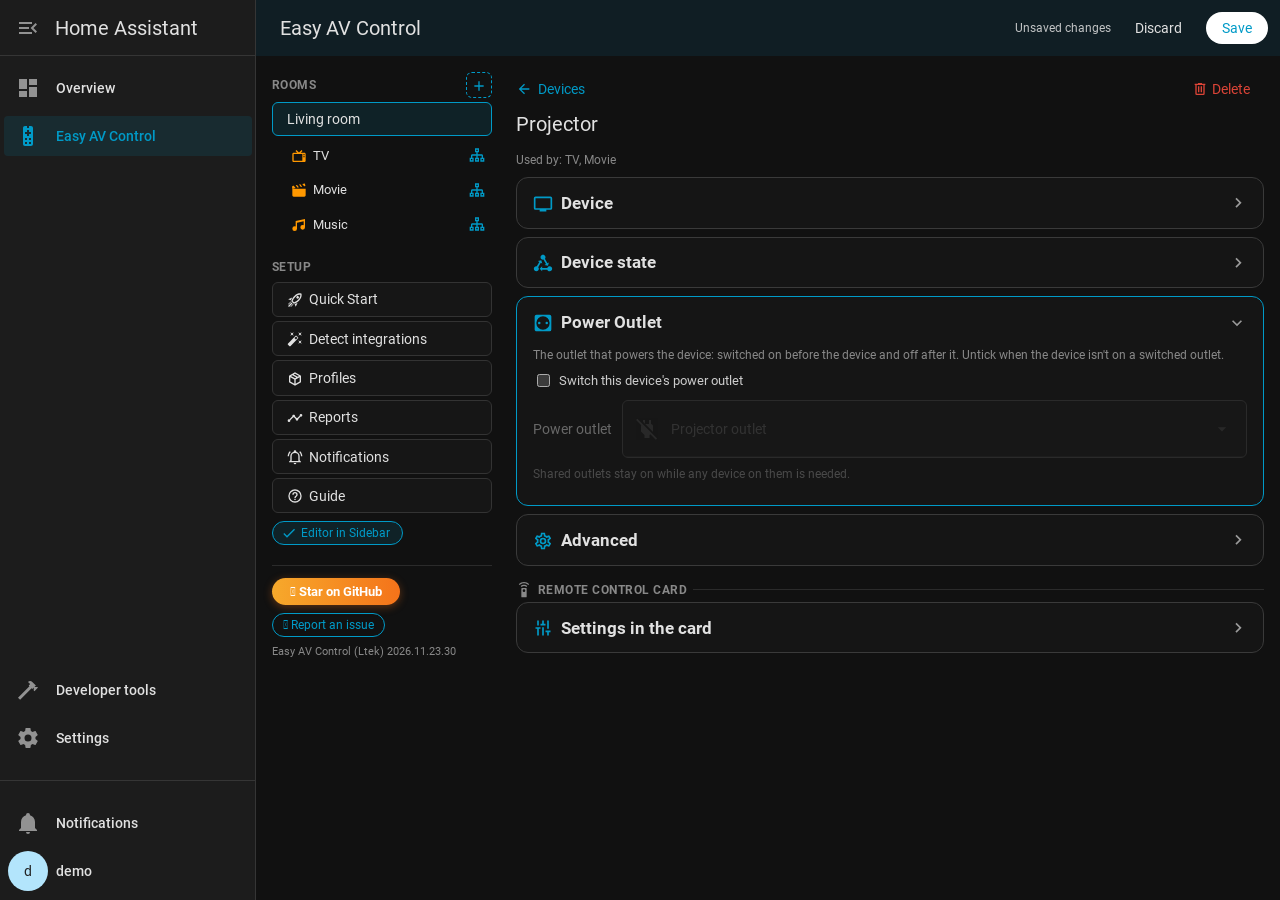 Home Assistant
Easy AV Control
Unsaved changes
Discard
Save
Overview
Easy AV Control
Developer tools
Settings
Notifications
d
demo
ROOMS
Living room
TV
Movie
Music
SETUP
Quick Start
Detect integrations
Profiles
Reports
Notifications
Guide
Editor in Sidebar
Star on GitHub
Report an issue
Easy AV Control (Ltek) 2026.11.23.30
Devices
Delete
Projector
Used by: TV, Movie
Device
Device state
Power Outlet
The outlet that powers the device: switched on before the device and off after it. Untick when the device isn't on a switched outlet.
Switch this device's power outlet
Power outlet
Projector outlet
Shared outlets stay on while any device on them is needed.
Advanced
REMOTE CONTROL CARD
Settings in the card